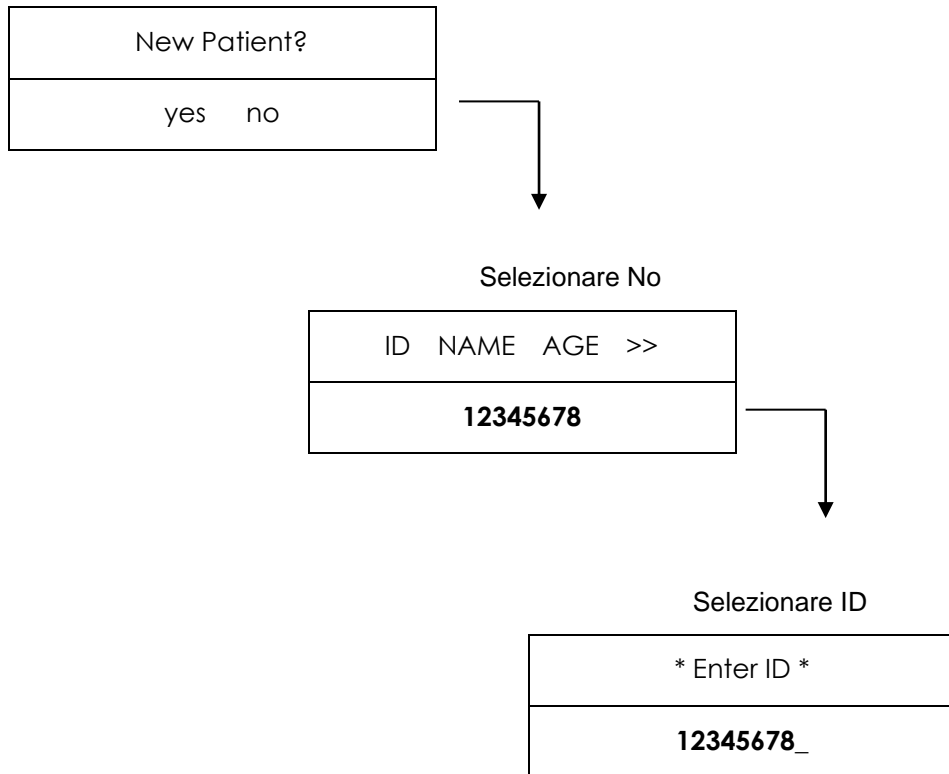 New Patient?
yes no
Selezionare No
ID NAME AGE >>
12345678
Selezionare ID
* Enter ID *
12345678_